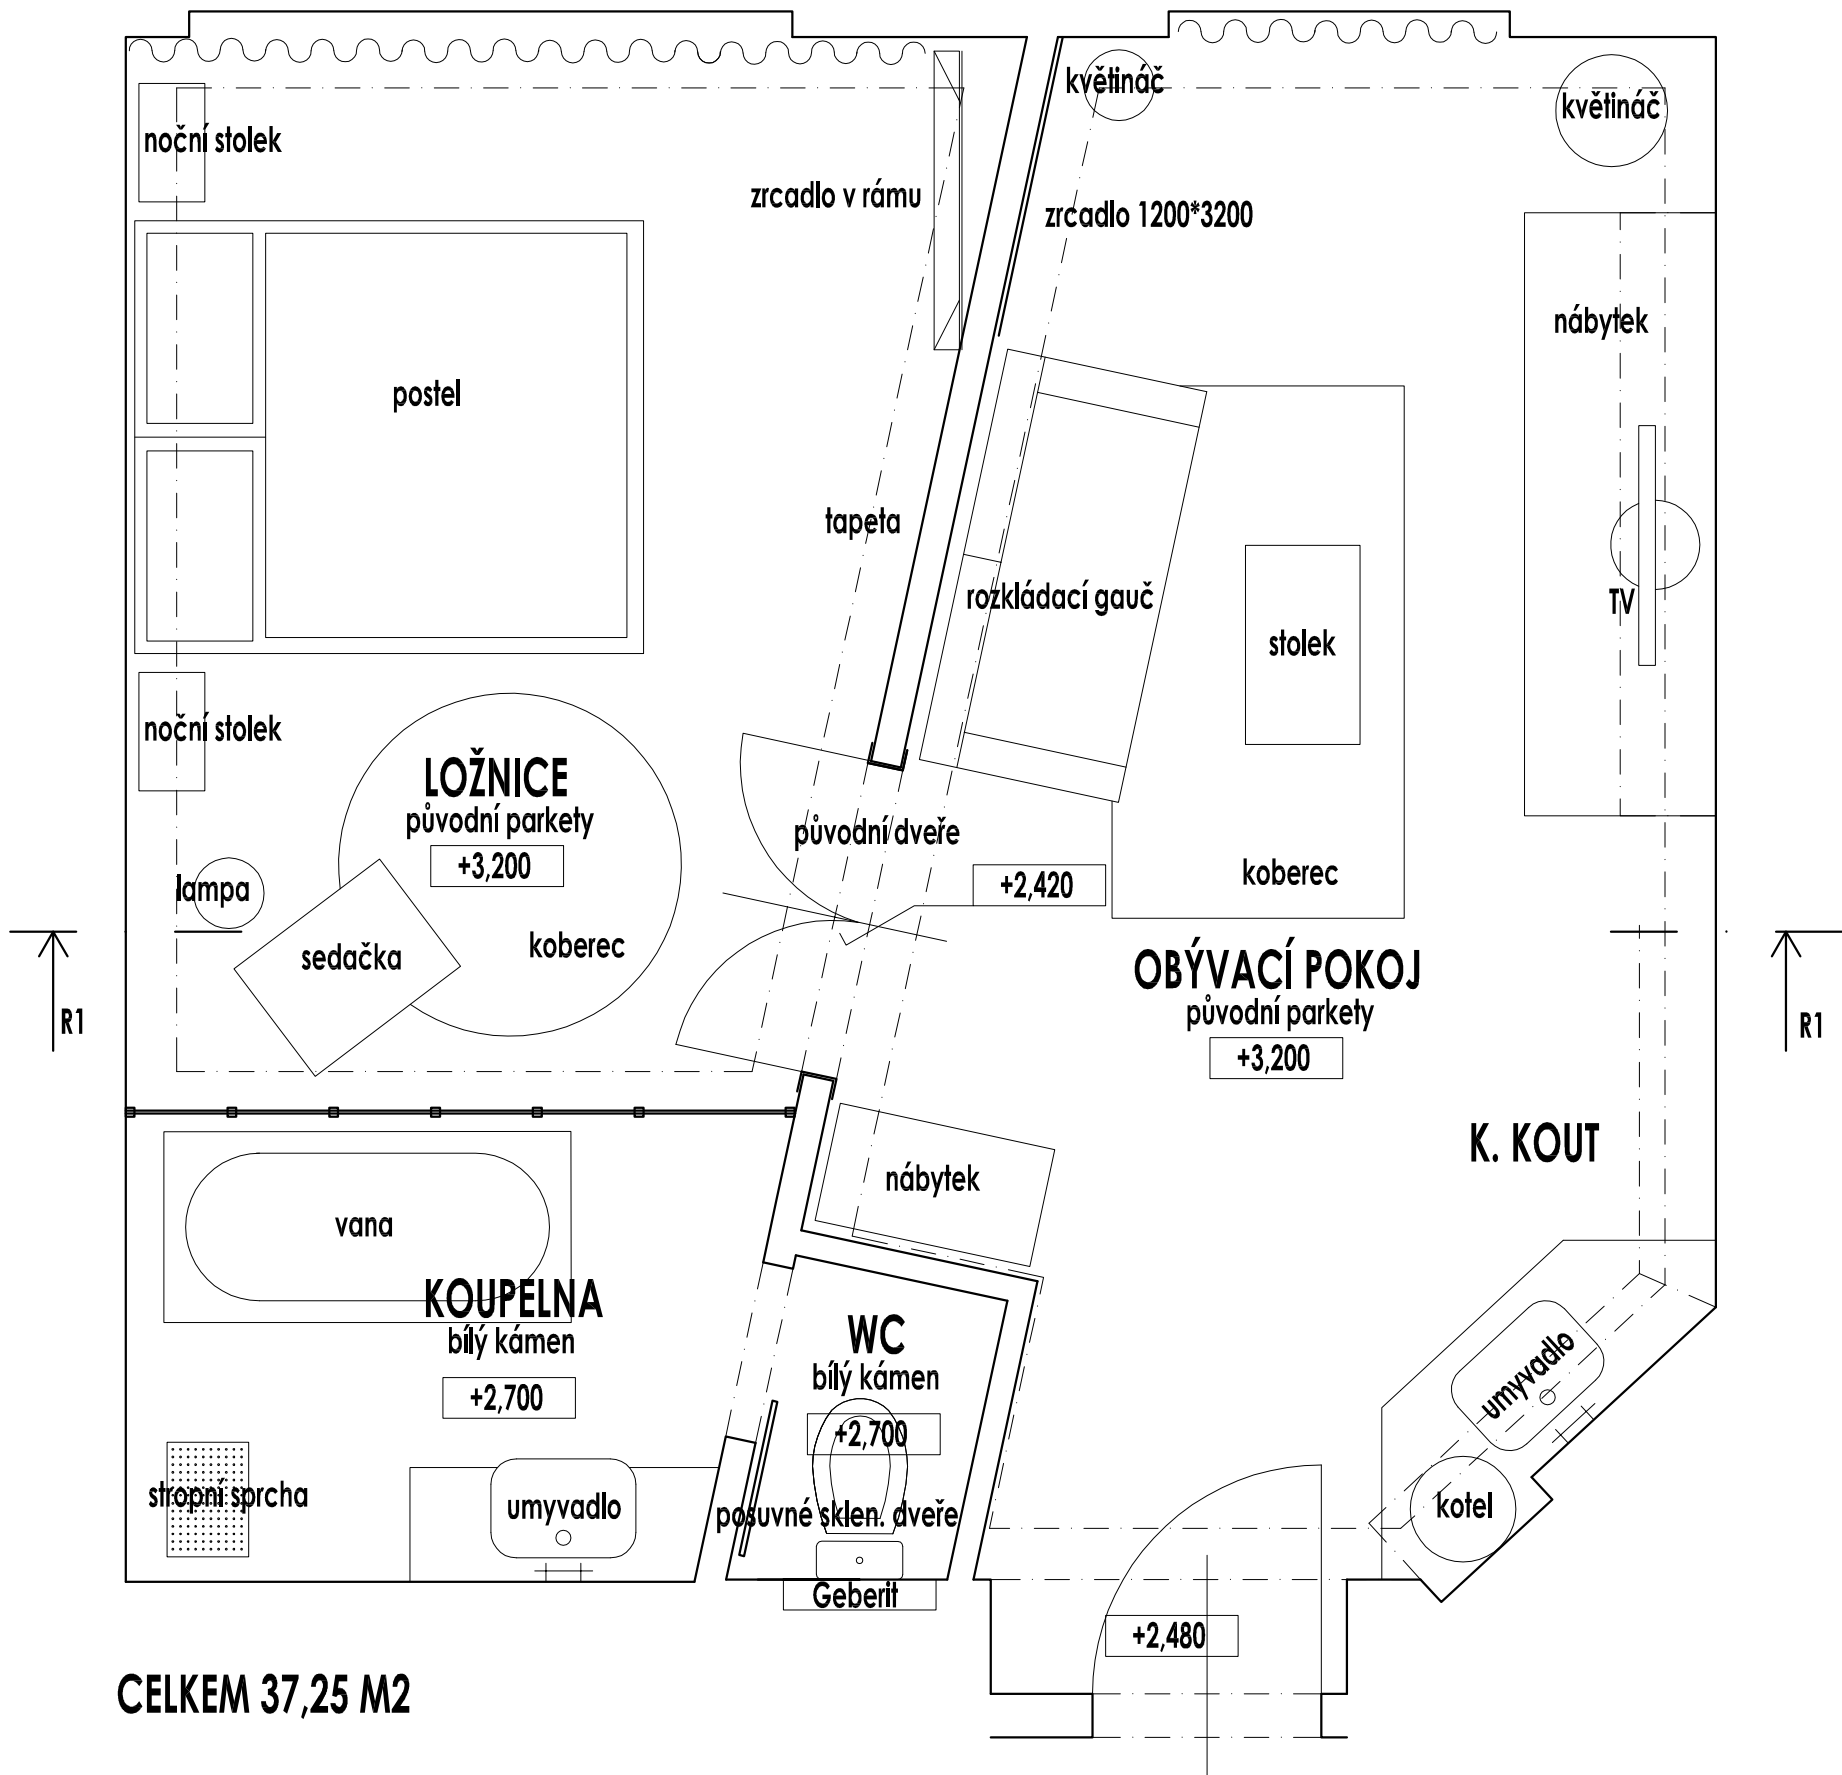 květináč
květináč
noční stolek
zrcadlo v rámu
zrcadlo 1200*3200
nábytek
postel
tapeta
rozkládací gauč
TV
stolek
noční stolek
LOŽNICE
původní parkety
+3,200
původní dveře
+2,420
koberec
lampa
sedačka
koberec
OBÝVACÍ POKOJ
původní parkety
+3,200
R1
R1
K. KOUT
nábytek
vana
KOUPELNA
bílý kámen
+2,700
WC
bílý kámen
+2,700
umyvadlo
stropní sprcha
umyvadlo
posuvné sklen. dveře
kotel
Geberit
+2,480
CELKEM 37,25 M2